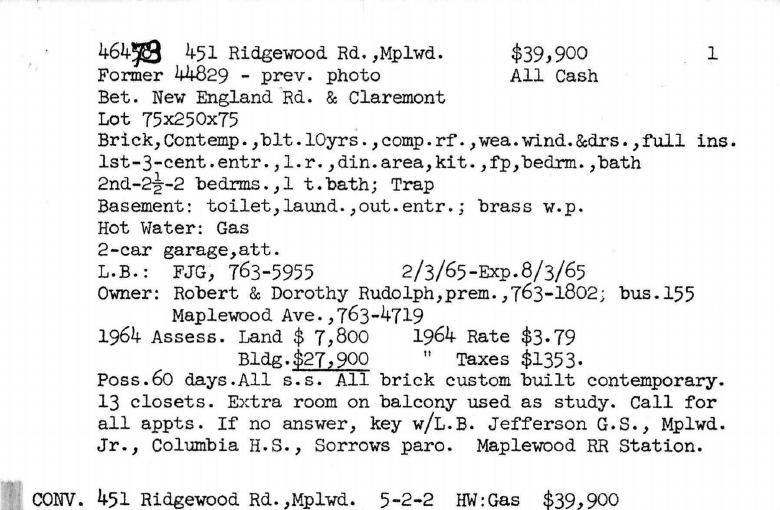 46473 451 Ridgewood Rd.,Mplwd. $39,900 1
Former 44829 - prev. photo All Cash
Bet. New England Rd. & Claremont
Lot 75x250x75
Brick,Contemp.,blt.10yrs.,comp.rf.,wea.wind.&drs.,full ins.
1st-3-cent.entr.,l.r.,din.area,kit.,fp,bedrm.,bath
2nd-2½-2 bedrms.,1 t.bath; Trap
Basement: toilet,laund.,out.entr.; brass w.p.
Hot Water: Gas
2-car garage,att.
L.B.: FJG, 763-5955 2/3/65-Exp.8/3/65
Owner: Robert & Dorothy Rudolph,prem.,763-1802; bus.155
Maplewood Ave.,763-4719
1964 Assess. Land $ 7,800 1964 Rate $3.79
Bldg.$27,900 " Taxes $1353.
Poss.60 days.All s.s. All brick custom built contemporary.
13 closets. Extra room on balcony used as study. Call for
all appts. If no answer, key w/L.B. Jefferson G.S., Mplwd.
Jr., Columbia H.S., Sorrows paro. Maplewood RR Station.
CONV. 451 Ridgewood Rd.,Mplwd. 5-2-2 HW:Gas $39,900